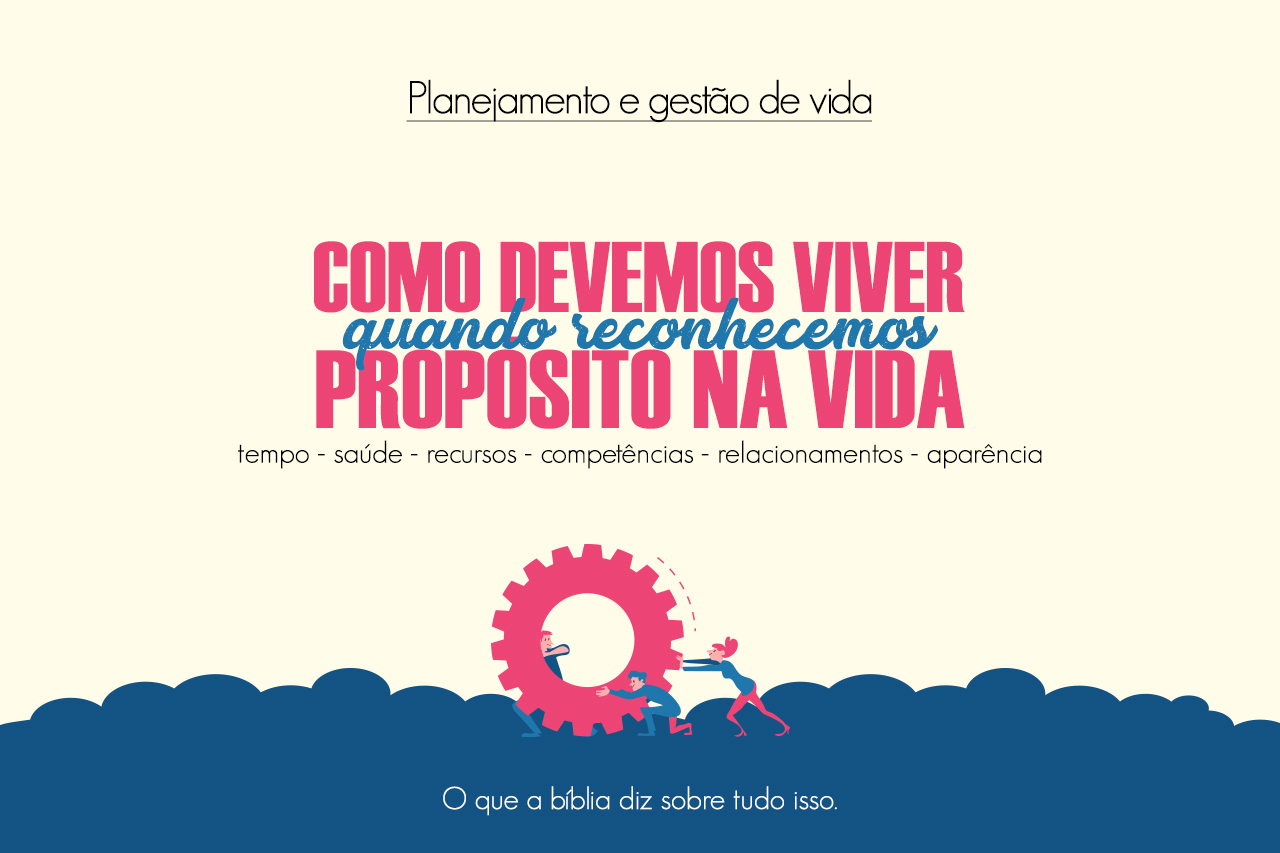 Planejamento e gestão de vida
COMO DEVEMOS VIVER
quando reconhecemos
PROPÓSITO NA VIDA
tempo - saúde - recursos - competências - relacionamentos - aparência
O que a bíblia diz sobre tudo isso.